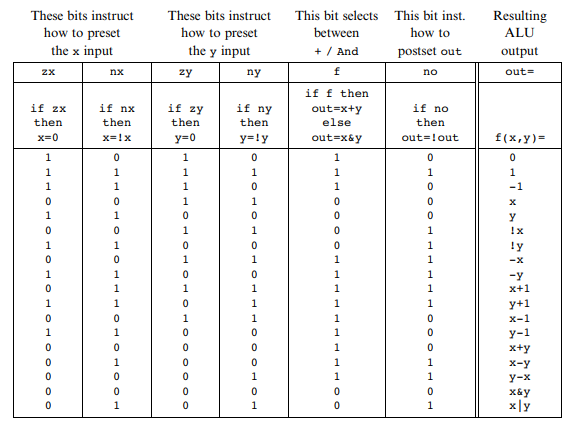 These bits instruct These bits instruct This bit selects This bit inst. Resulting
how to preset how to preset between how to ALU
the x input the y input + / And postset out output
zx nx zy ny f no out=
if f then
if zx if nx if zy if ny out=x+y if no
then then then then else then
x=0 x=!x y=0 y=!y out=x&y out=!out f(x,y)=
1 0 1 0 1 0 0
1 1 1 1 1 1 1
1 1 1 0 1 0 -1
0 0 1 1 0 0 x
1 1 0 0 0 0 y
0 0 1 1 0 1 !x
1 1 0 0 0 1 !y
0 0 1 1 1 1 -x
1 1 0 0 1 1 -y
0 1 1 1 1 1 x+1
1 1 0 1 1 1 y+1
0 0 1 1 1 0 x-1
1 1 0 0 1 0 y-1
0 0 0 0 1 0 x+y
0 1 0 0 1 1 x-y
0 0 0 1 1 1 y-x
0 0 0 0 0 0 x&y
0 1 0 1 0 1 x|y